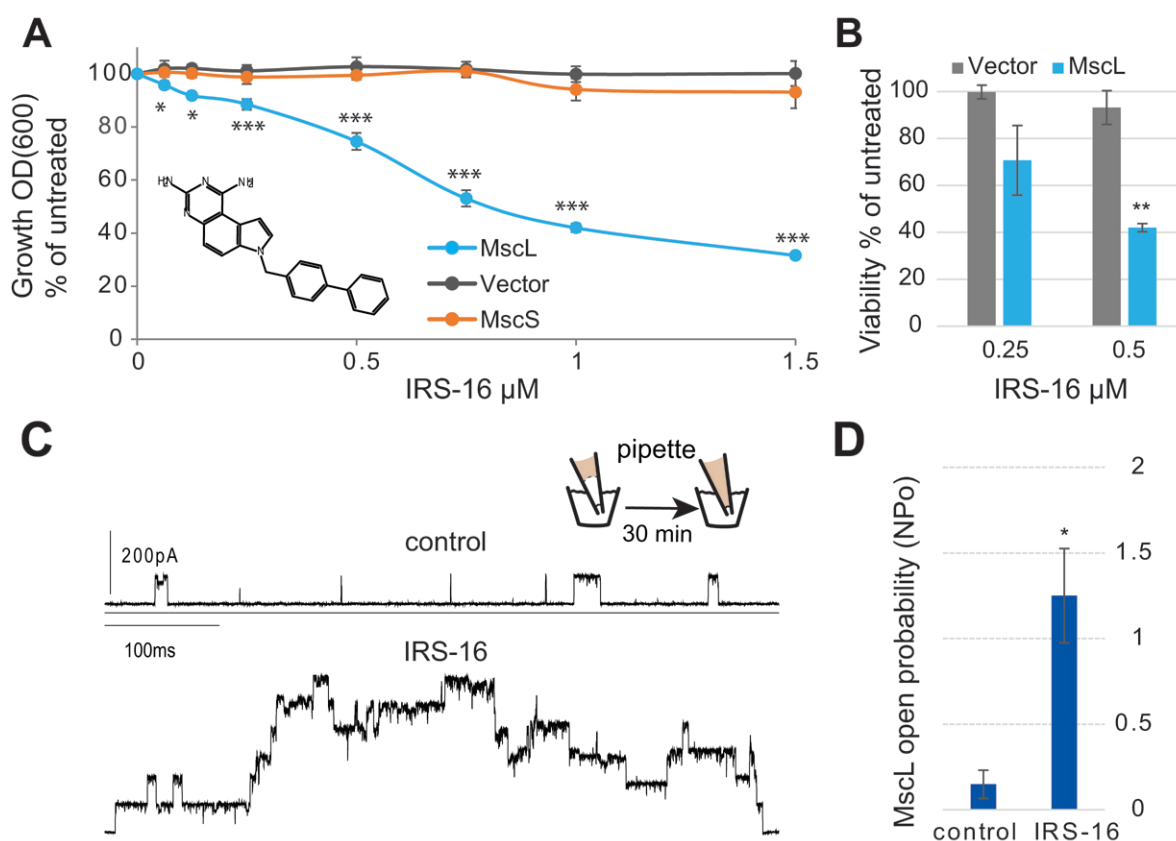 A
Growth OD(600)
% of untreated
100
80
60
40
20
0
* * *** *** *** *** ***
H₂N N NH₂
N
N
MscL
Vector
MscS
0 0.5 1 1.5
IRS-16 µM
B
Vector MscL
Viability % of untreated
100
80
60
40
20
0
**
0.25 0.5
IRS-16 µM
C
pipette
30 min
200pA
control
100ms
IRS-16
D
MscL open probability (NPo)
2
1.5
1
0.5
0
*
control IRS-16